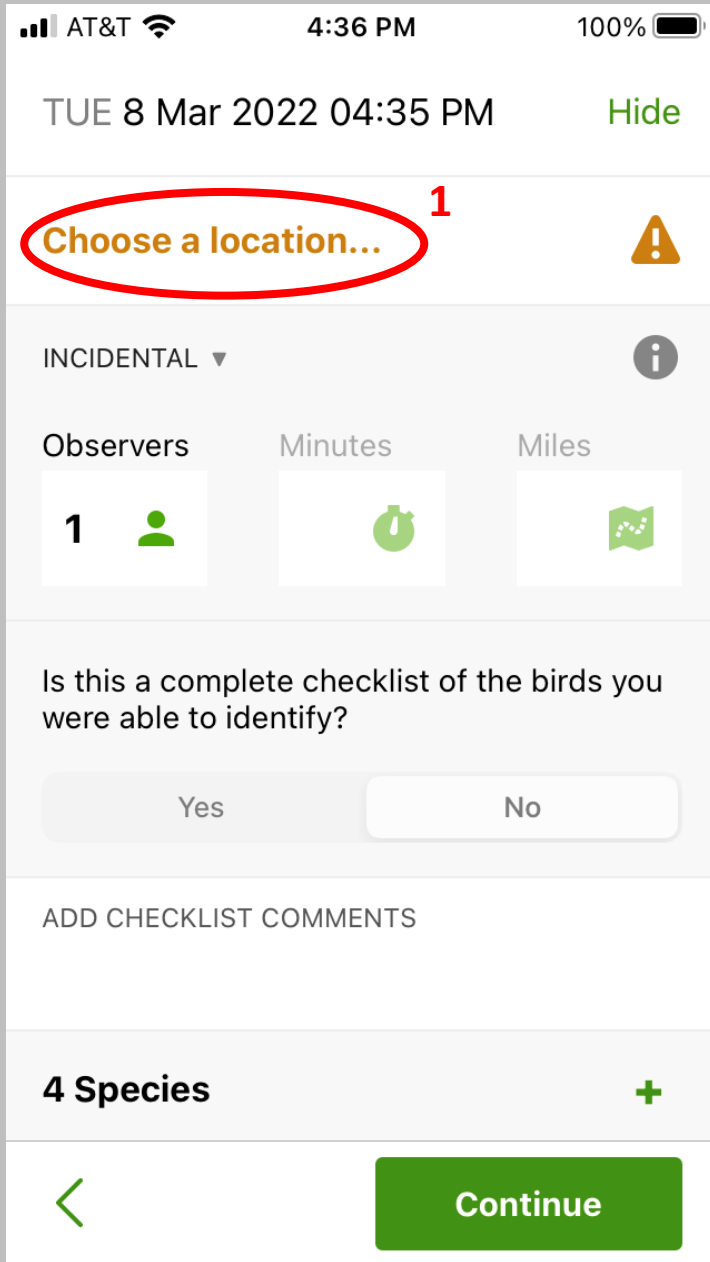 AT&T 4:36 PM 100%
TUE 8 Mar 2022 04:35 PM Hide
1
Choose a location...
INCIDENTAL ▼
Observers Minutes Miles
1
Is this a complete checklist of the birds you
were able to identify?
Yes No
ADD CHECKLIST COMMENTS
4 Species +
Continue